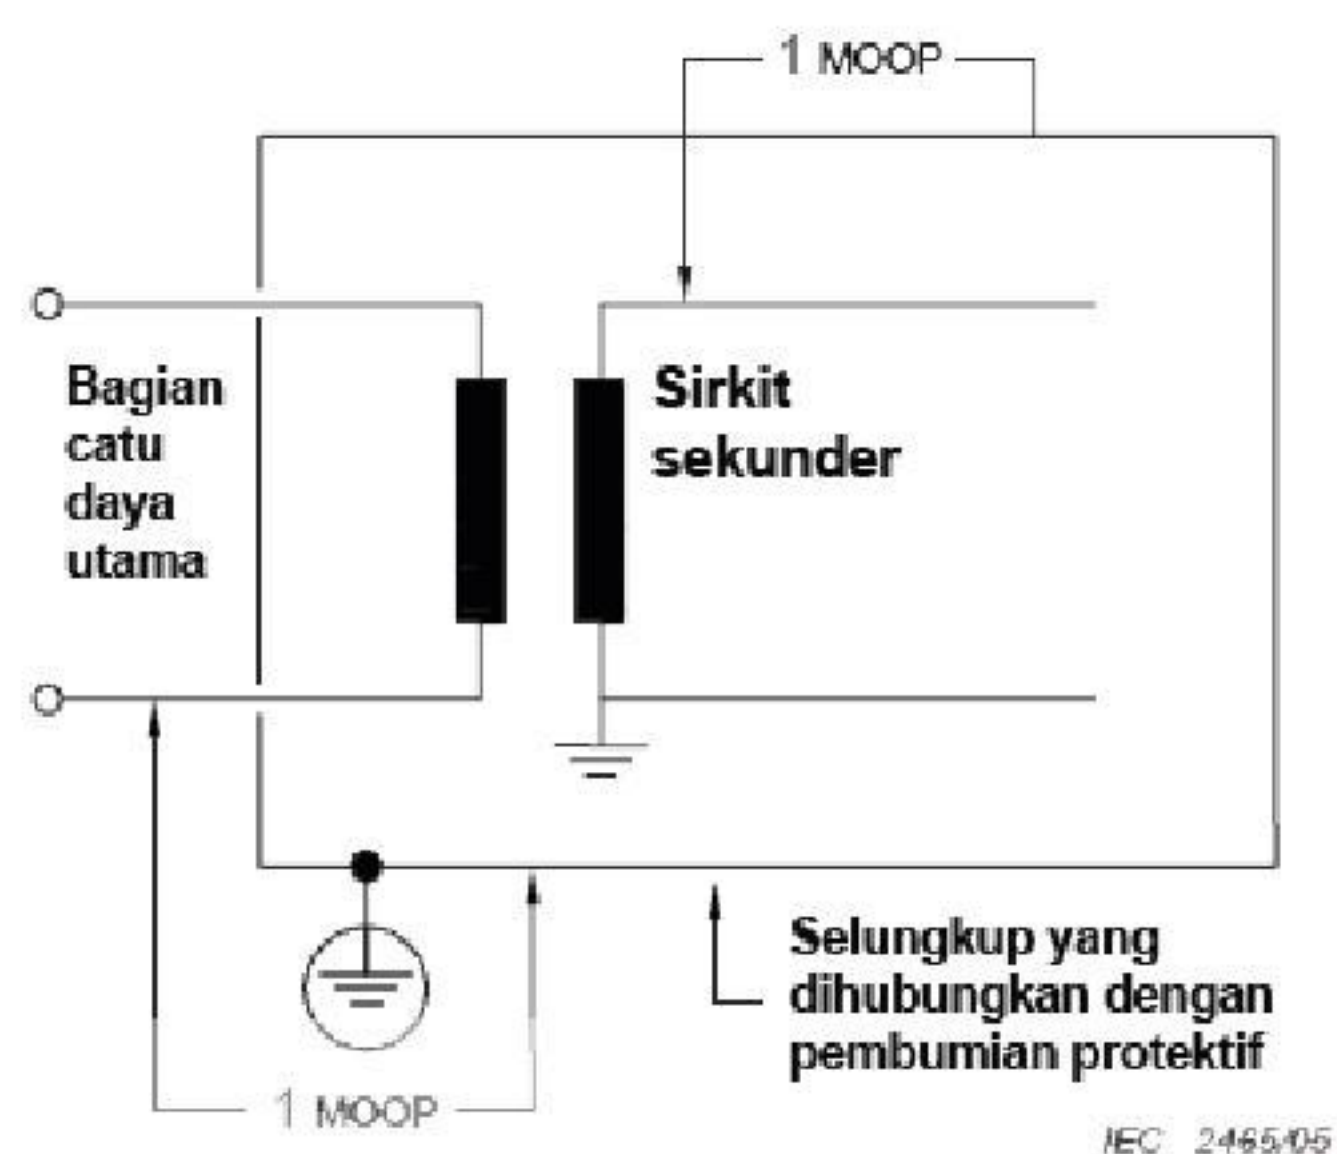 1 MOOP
Bagian
catu
daya
utama
Sirkit
sekunder
Selungkup yang
dihubungkan dengan
pembumian protektif
1 MOOP
IEC 2465/05